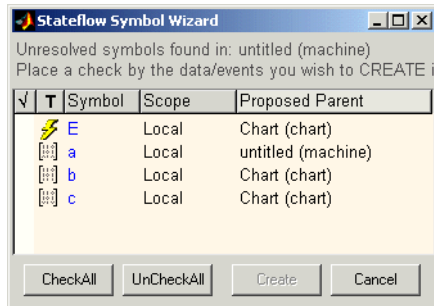 Stateflow Symbol Wizard
Unresolved symbols found in: untitled (machine)
Place a check by the data/events you wish to CREATE i
√ T Symbol Scope Proposed Parent
E Local Chart (chart)
a Local untitled (machine)
b Local Chart (chart)
c Local Chart (chart)
CheckAll UnCheckAll Create Cancel